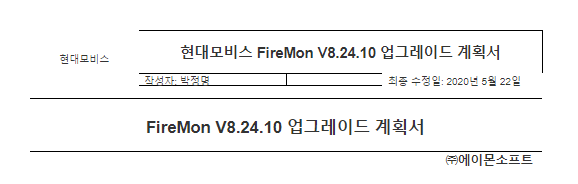 현대모비스
현대모비스 FireMon V8.24.10 업그레이드 계획서
작성자: 박정명
최종 수정일: 2020년 5월 22일
FireMon V8.24.10 업그레이드 계획서
㈜에이몬소프트